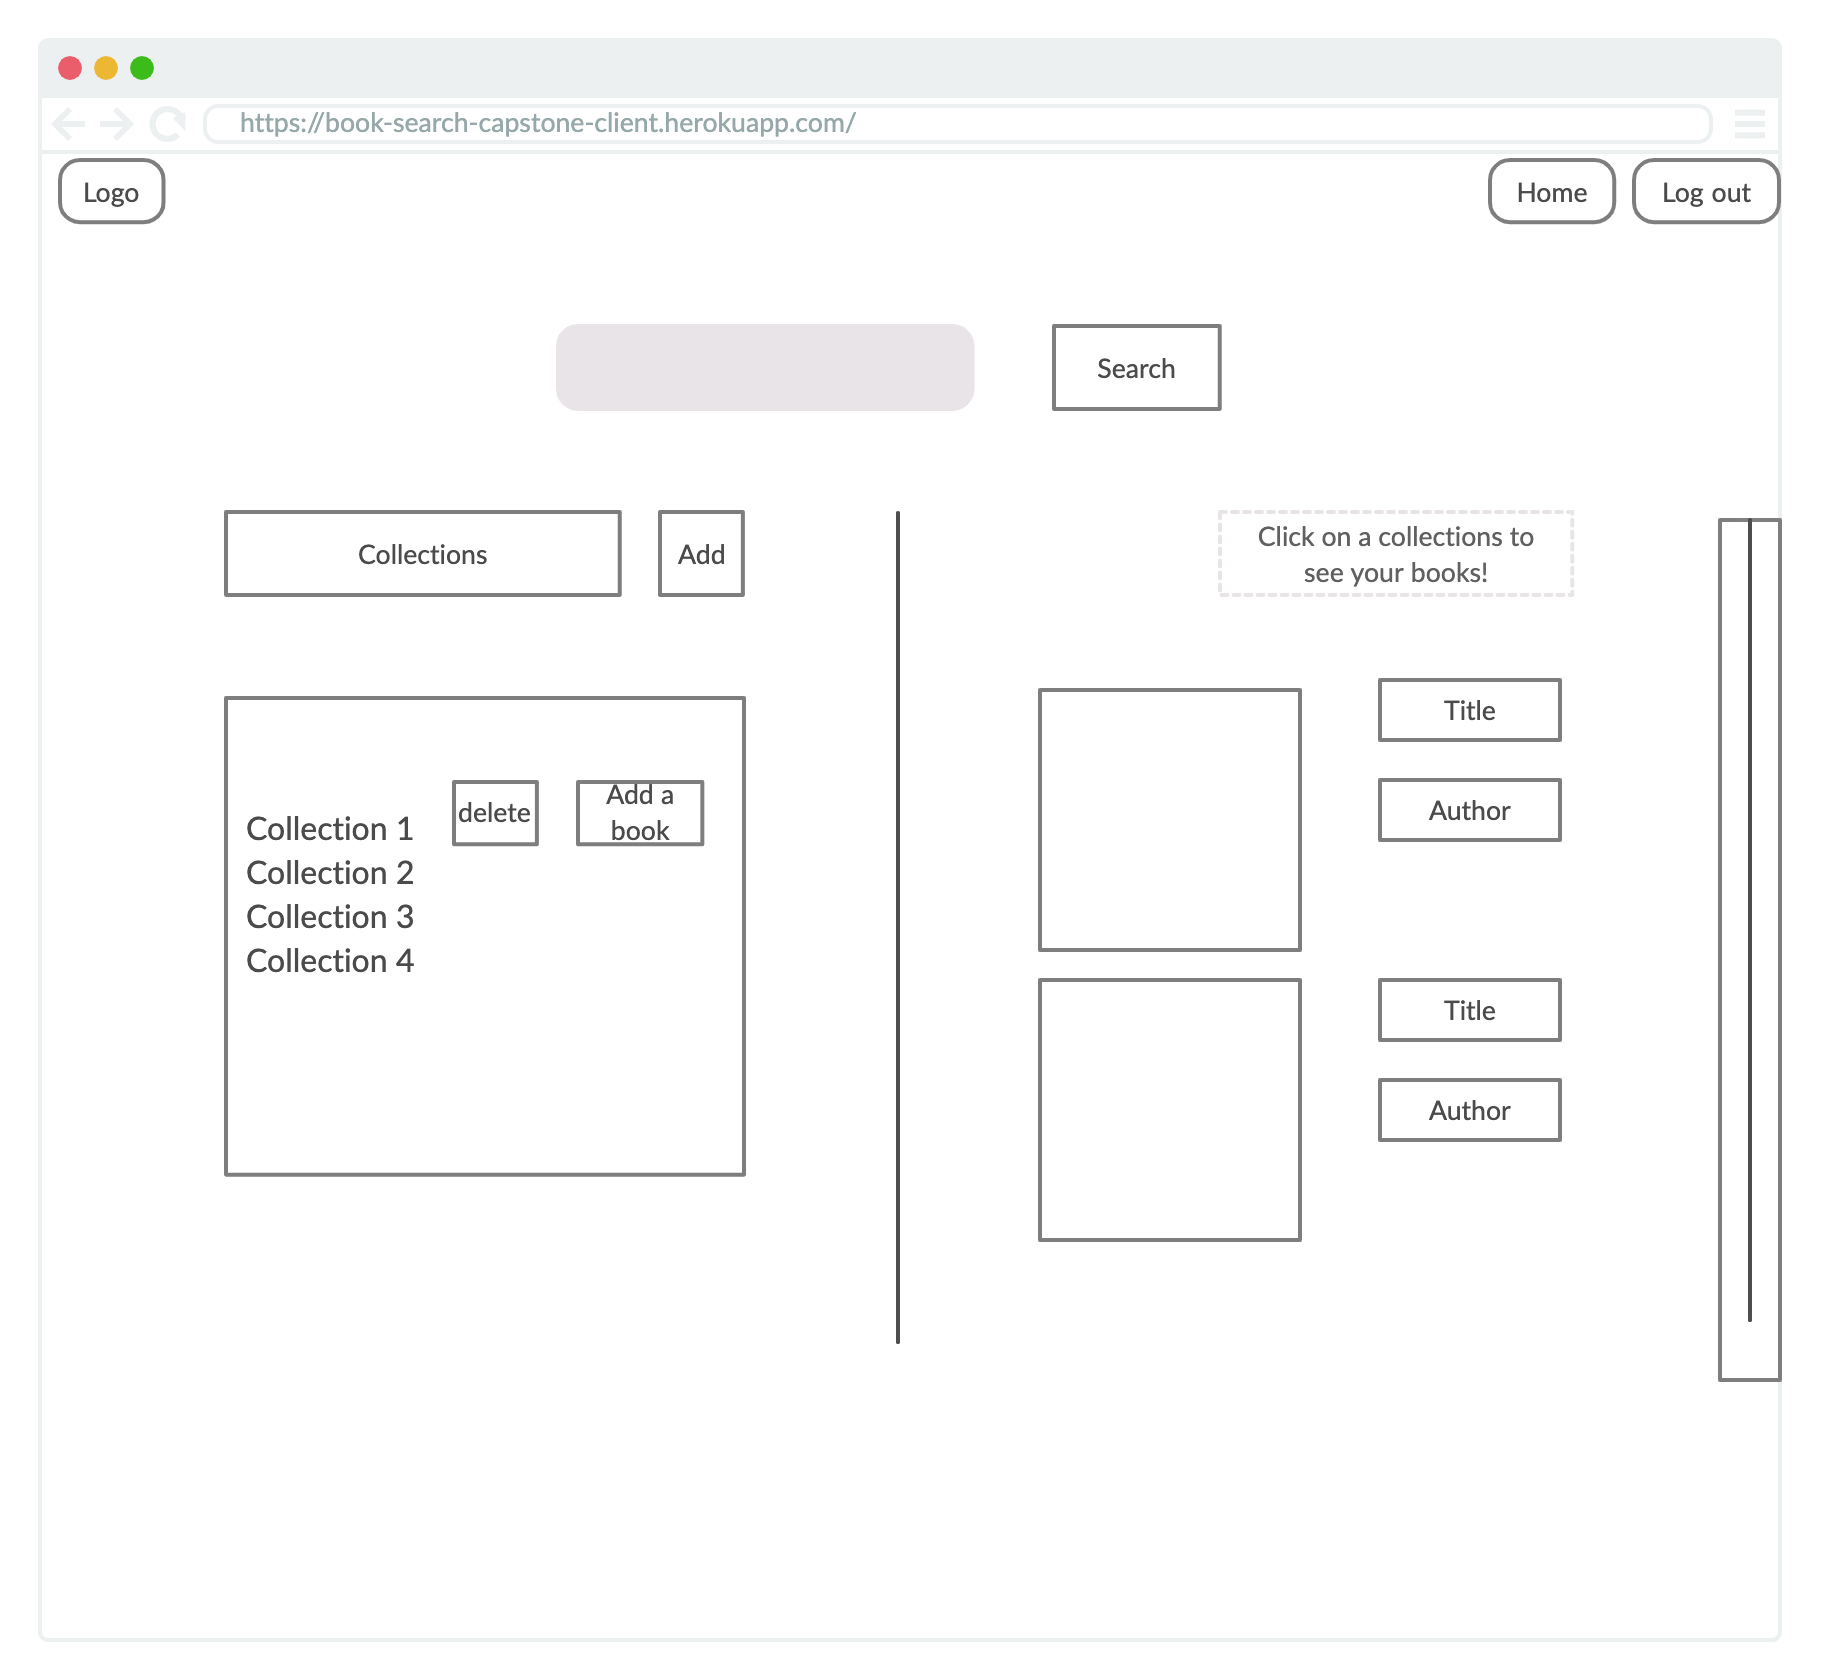 https://book-search-capstone-client.herokuapp.com/
Logo
Home
Log out
Search
Collections
Add
Click on a collections to
see your books!
delete
Add a
book
Collection 1
Collection 2
Collection 3
Collection 4
Title
Author
Title
Author